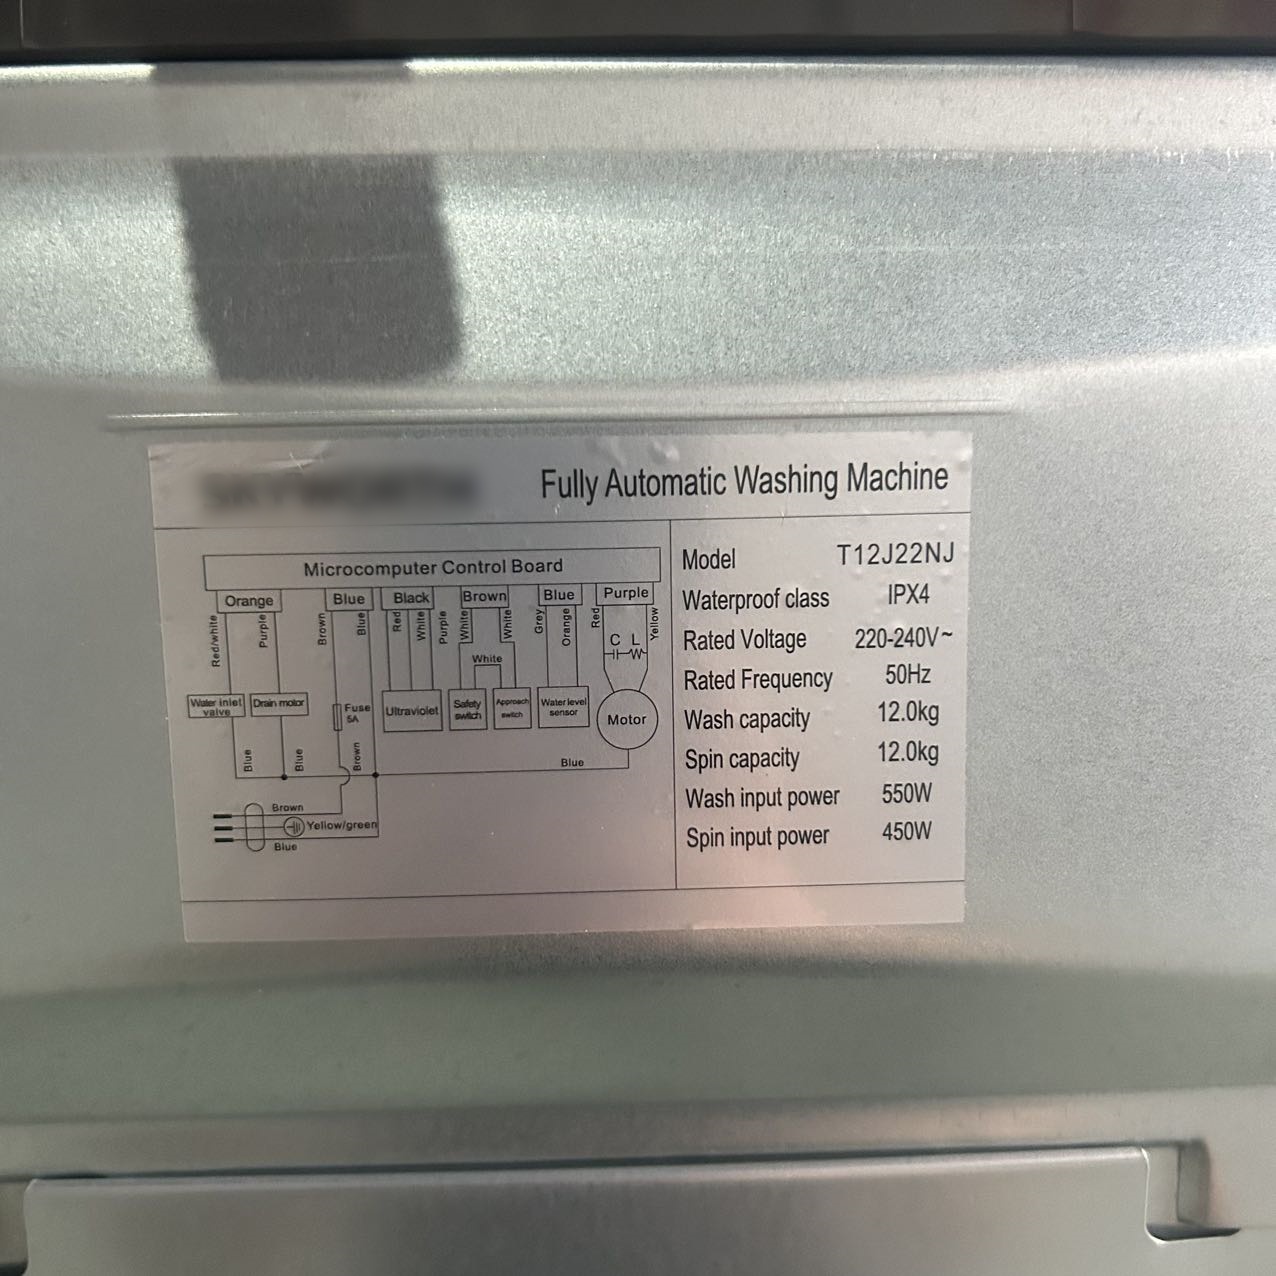 Fully Automatic Washing Machine
Microcomputer Control Board
Orange
Blue
Black
Brown
Blue
Purple
Red/white
Purple
Brown
Blue
Red
White
Purple
White
White
Grey
Orange
Red
Yellow
C L
White
Water inlet
valve
Drain motor
Fuse
5A
Ultraviolet
Safety
switch
Approach
switch
Water level
sensor
Motor
Blue
Blue
Brown
Blue
Brown
Yellow/green
Blue
Model T12J22NJ
Waterproof class IPX4
Rated Voltage 220-240V~
Rated Frequency 50Hz
Wash capacity 12.0kg
Spin capacity 12.0kg
Wash input power 550W
Spin input power 450W